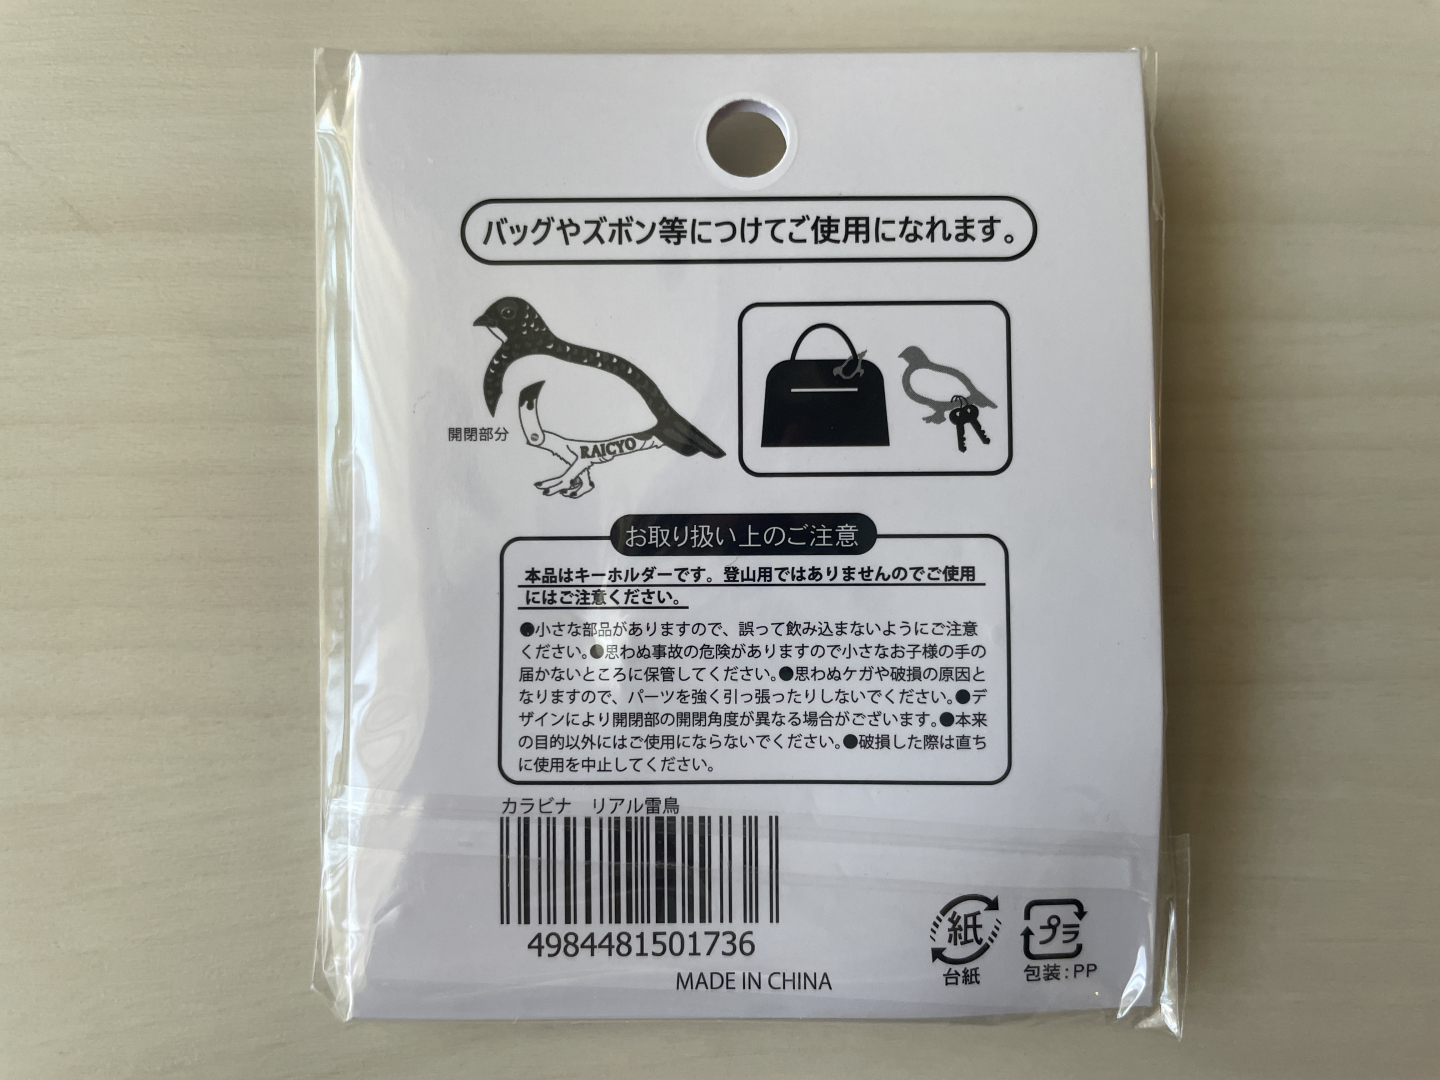 バッグやズボン等につけてご使用になれます。
開閉部分
RAICYO
お取り扱い上のご注意
本品はキーホルダーです。登山用ではありませんのでご使用
にはご注意ください。
●小さな部品がありますので、誤って飲み込まないようにご注意
ください。●思わぬ事故の危険がありますので小さなお子様の手の
届かないところに保管してください。●思わぬケガや破損の原因と
なりますので、パーツを強く引っ張ったりしないでください。●デ
ザインにより開閉部の開閉角度が異なる場合がございます。●本来
の目的以外にはご使用にならないでください。●破損した際は直ち
に使用を中止してください。
カラビナ　リアル雷鳥
4984481501736
MADE IN CHINA
紙
台紙
プラ
包装:PP